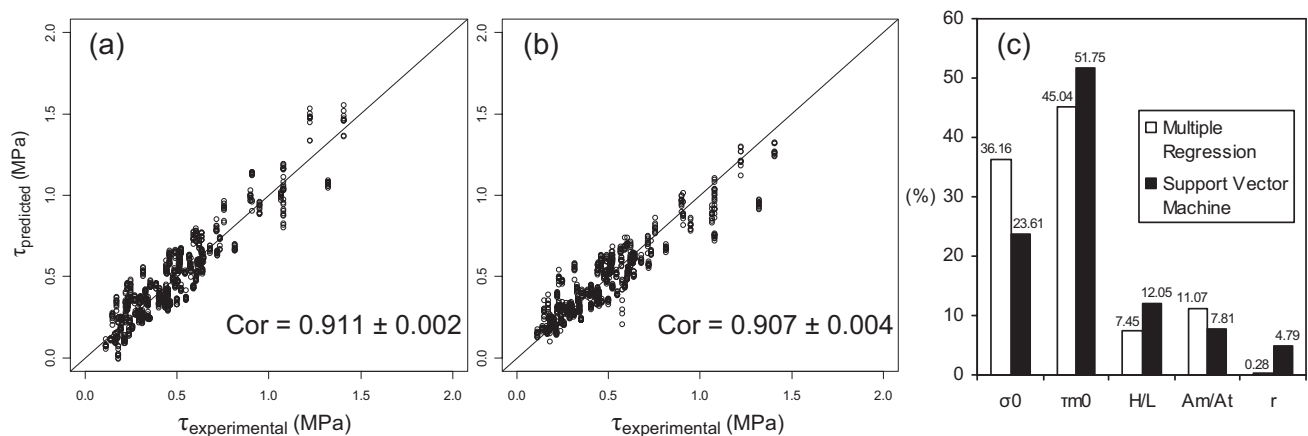 (a)
2.0
1.5
1.0
0.5
0.0
τpredicted (MPa)
Cor = 0.911 ± 0.002
0.0 0.5 1.0 1.5 2.0
τexperimental (MPa)
(b)
2.0
1.5
1.0
0.5
0.0
Cor = 0.907 ± 0.004
0.0 0.5 1.0 1.5 2.0
τexperimental (MPa)
(c)
(%)
60
50
40
30
20
10
0
36.16
23.61
45.04
51.75
7.45
12.05
11.07
7.81
0.28
4.79
Multiple
Regression
Support Vector
Machine
σ0 τm0 H/L Am/At r
(%)